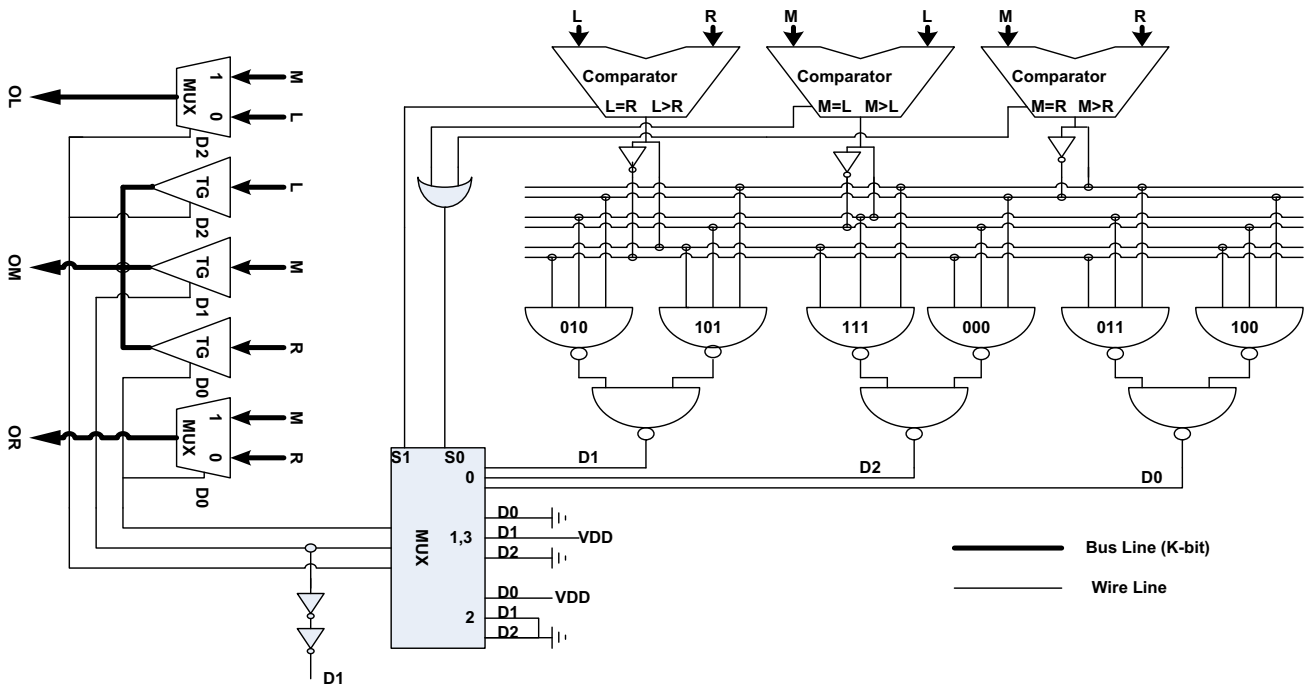 L R M L M R
Comparator Comparator Comparator
L=R L>R M=L M>L M=R M>R
OL MUX 1 0 M L
D2
TG L
D2
OM TG M
D1
TG R
D0
OR MUX 1 0 M R
D0
010 101 111 000 011 100
D1 D2 D0
S1 S0
0
MUX
1,3
D0
D1 VDD
D2
2
D0 VDD
D1
D2
D1
Bus Line (K-bit)
Wire Line